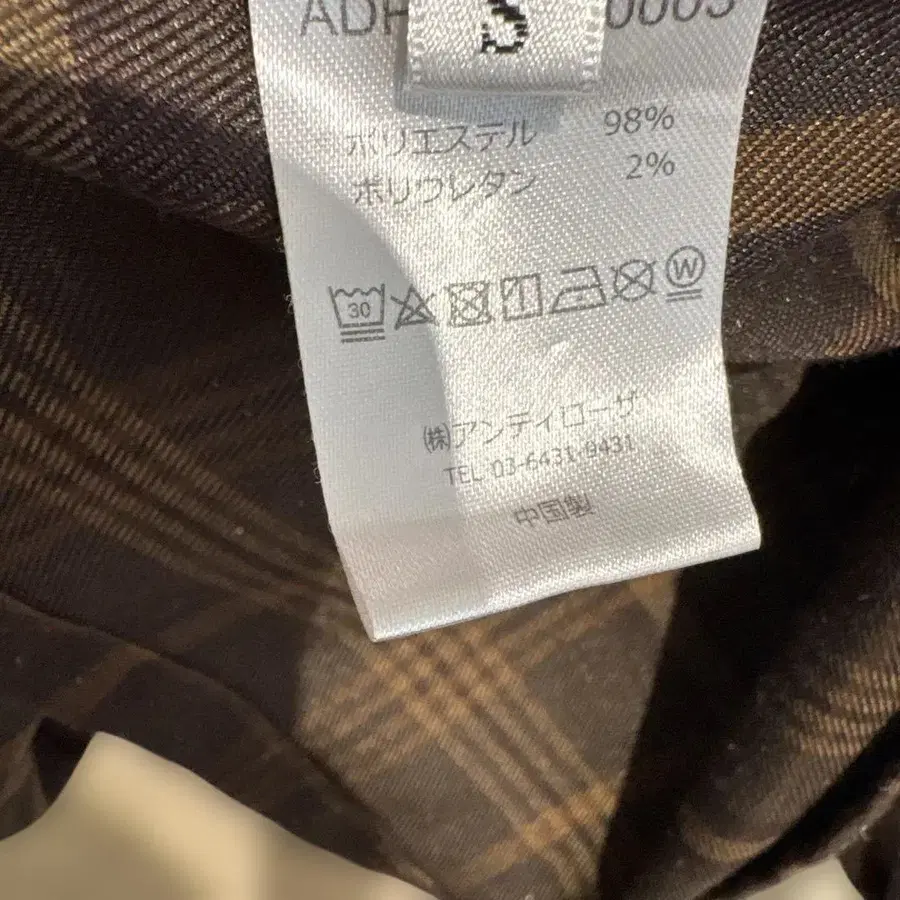 ポリエステル 98%
ポリウレタン 2%
30 W
㈱アンティローザ
TEL 03-6431-9431
中国製